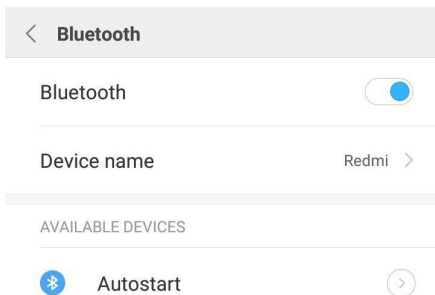 Bluetooth
Bluetooth
Device name Redmi
AVAILABLE DEVICES
Autostart